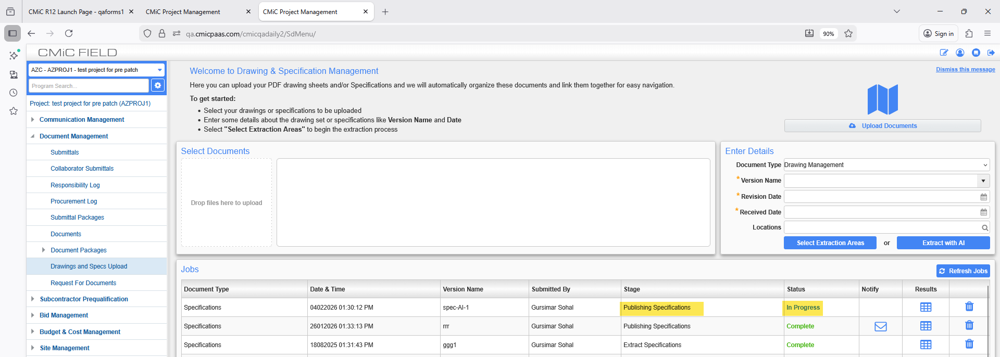 CMiC R12 Launch Page - qaforms1
CMiC Project Management
CMiC Project Management
qa.cmicpaas.com/cmicqadaily2/SdMenu/
90%
Sign in
CMiC FIELD
AZC - AZPROJ1 - test project for pre patch
Program Search...
Project: test project for pre patch (AZPROJ1)
Communication Management
Document Management
Submittals
Collaborator Submittals
Responsibility Log
Procurement Log
Submittal Packages
Documents
Document Packages
Drawings and Specs Upload
Request For Documents
Subcontractor Prequalification
Bid Management
Budget & Cost Management
Site Management
Welcome to Drawing & Specification Management
Dismiss this message
Here you can upload your PDF drawing sheets and/or Specifications and we will automatically organize these documents and link them together for easy navigation.
To get started:
• Select your drawings or specifications to be uploaded
• Enter some details about the drawing set or specifications like Version Name and Date
• Select "Select Extraction Areas" to begin the extraction process
Upload Documents
Select Documents
Drop files here to upload
Enter Details
Document Type Drawing Management
* Version Name
* Revision Date
* Received Date
Locations
Select Extraction Areas or Extract with AI
Jobs
Refresh Jobs
Document Type Date & Time Version Name Submitted By Stage Status Notify Results
Specifications 04022026 01:30:12 PM spec-AI-1 Gursimar Sohal Publishing Specifications In Progress
Specifications 26012026 01:33:13 PM rrr Gursimar Sohal Publishing Specifications Complete
Specifications 18082025 01:31:43 PM ggg1 Gursimar Sohal Extract Specifications Complete